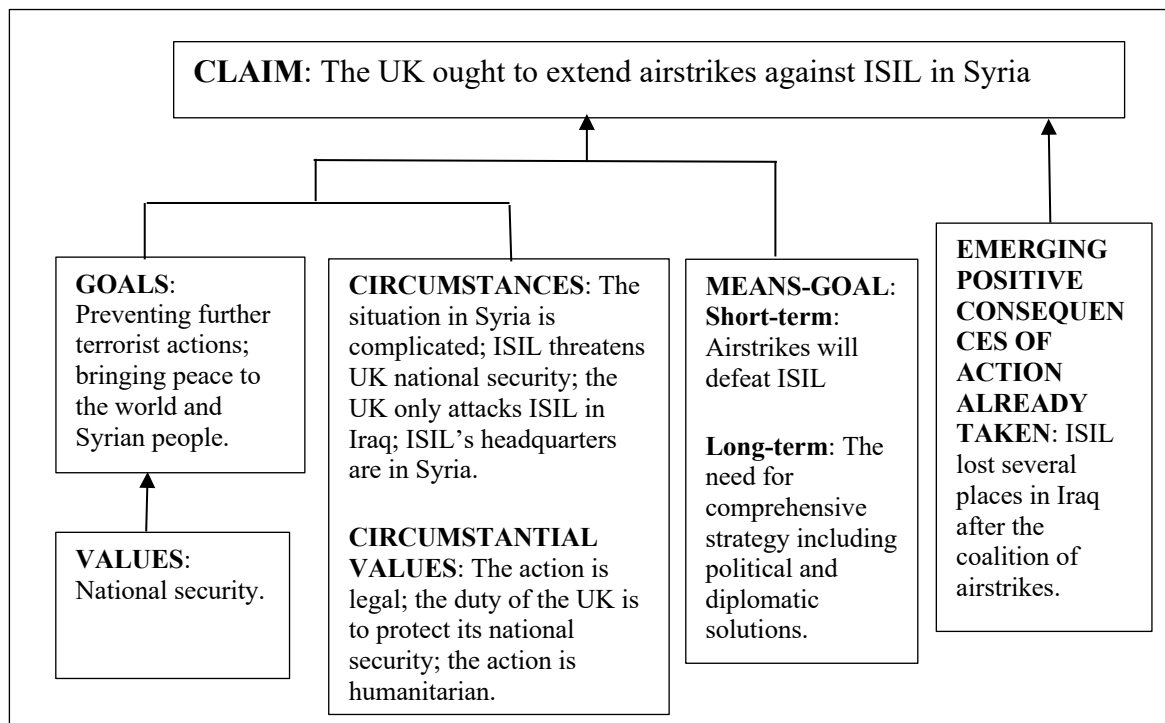 CLAIM: The UK ought to extend airstrikes against ISIL in Syria
GOALS:
Preventing further
terrorist actions;
bringing peace to
the world and
Syrian people.
VALUES:
National security.
CIRCUMSTANCES: The
situation in Syria is
complicated; ISIL threatens
UK national security; the
UK only attacks ISIL in
Iraq; ISIL’s headquarters
are in Syria.
CIRCUMSTANTIAL
VALUES: The action is
legal; the duty of the UK is
to protect its national
security; the action is
humanitarian.
MEANS-GOAL:
Short-term:
Airstrikes will
defeat ISIL
Long-term: The
need for
comprehensive
strategy including
political and
diplomatic
solutions.
EMERGING
POSITIVE
CONSEQUEN
CES OF
ACTION
ALREADY
TAKEN: ISIL
lost several
places in Iraq
after the
coalition of
airstrikes.